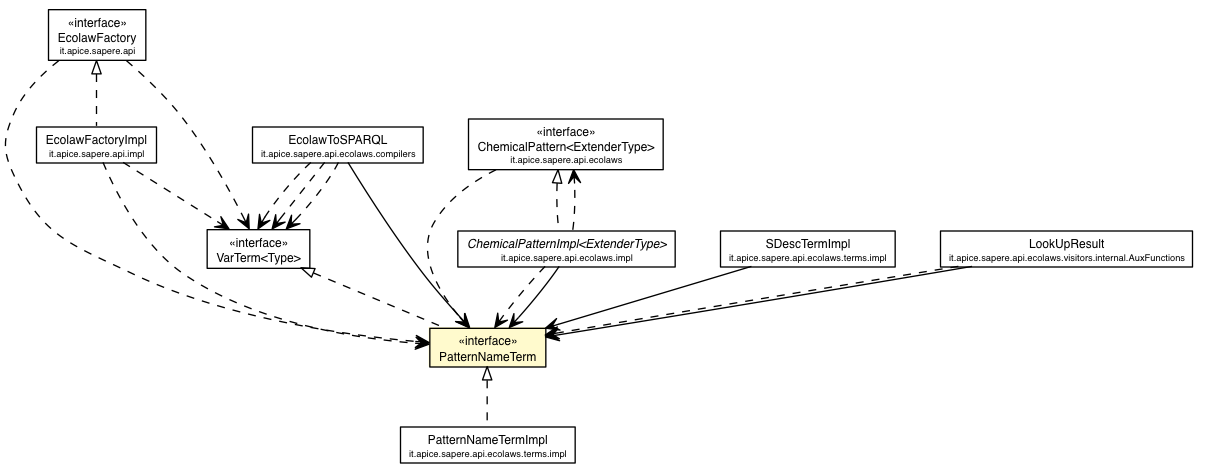 «interface»
EcolawFactory
it.apice.sapere.api
EcolawFactoryImpl
it.apice.sapere.api.impl
EcolawToSPARQL
it.apice.sapere.api.ecolaws.compilers
«interface»
ChemicalPattern<ExtenderType>
it.apice.sapere.api.ecolaws
«interface»
VarTerm<Type>
ChemicalPatternImpl<ExtenderType>
it.apice.sapere.api.ecolaws.impl
SDescTermImpl
it.apice.sapere.api.ecolaws.terms.impl
LookUpResult
it.apice.sapere.api.ecolaws.visitors.internal.AuxFunctions
«interface»
PatternNameTerm
PatternNameTermImpl
it.apice.sapere.api.ecolaws.terms.impl